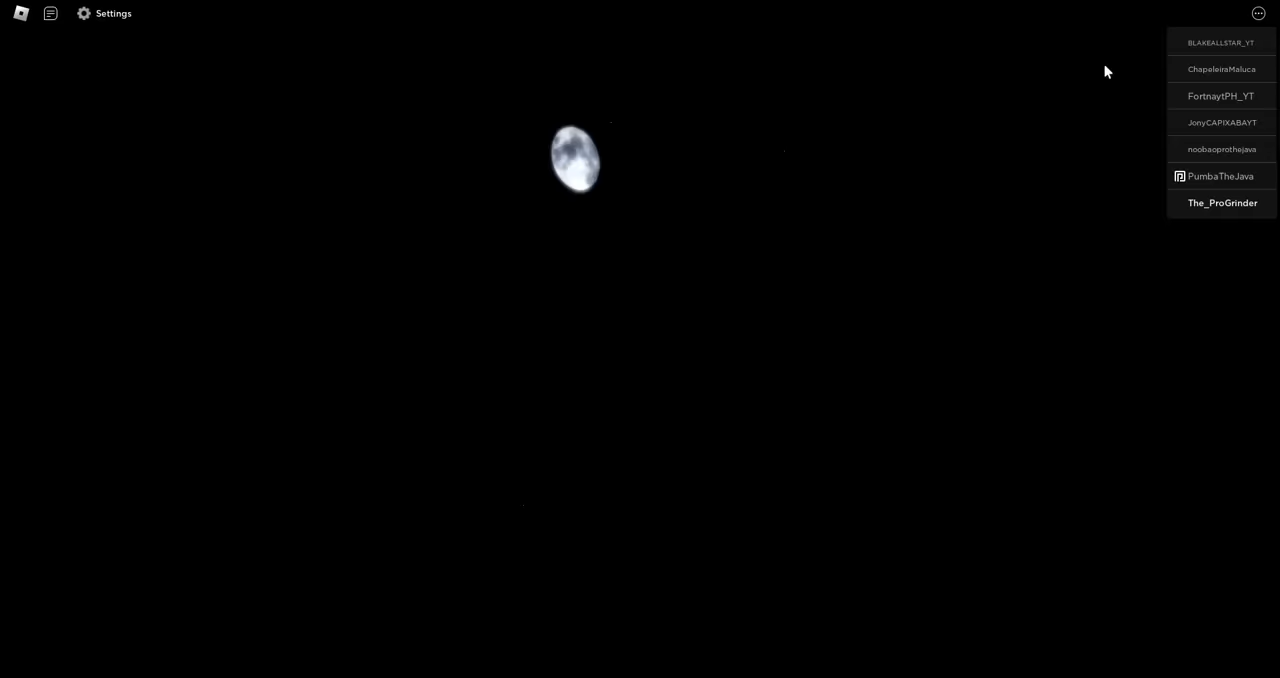 Settings
BLAKEALLSTAR_YT
ChapeleiraMaluca
FortnaytPH_YT
JonyCAPIXABAYT
noobaoprothejava
PumbaTheJava
The_ProGrinder